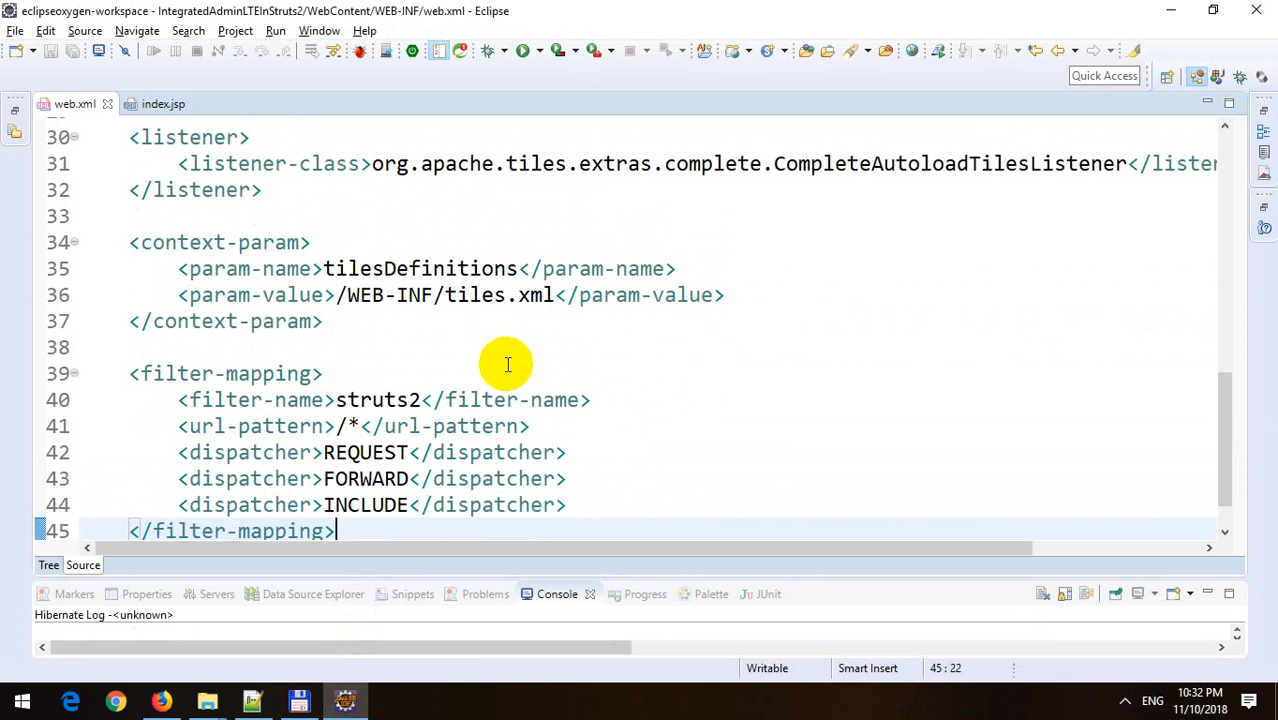 eclipseoxygen-workspace - IntegratedAdminLTEInStruts2/WebContent/WEB-INF/web.xml - Eclipse
File Edit Source Navigate Search Project Run Window Help
Quick Access
web.xml index.jsp
30 <listener>
31 <listener-class>org.apache.tiles.extras.complete.CompleteAutoloadTilesListener</listen
32 </listener>
33
34 <context-param>
35 <param-name>tilesDefinitions</param-name>
36 <param-value>/WEB-INF/tiles.xml</param-value>
37 </context-param>
38
39 <filter-mapping>
40 <filter-name>struts2</filter-name>
41 <url-pattern>/*</url-pattern>
42 <dispatcher>REQUEST</dispatcher>
43 <dispatcher>FORWARD</dispatcher>
44 <dispatcher>INCLUDE</dispatcher>
45 </filter-mapping>
Tree Source
Markers Properties Servers Data Source Explorer Snippets Problems Console Progress Palette JUnit
Hibernate Log -<unknown>
Writable Smart Insert 45 : 22
ENG 10:32 PM
11/10/2018